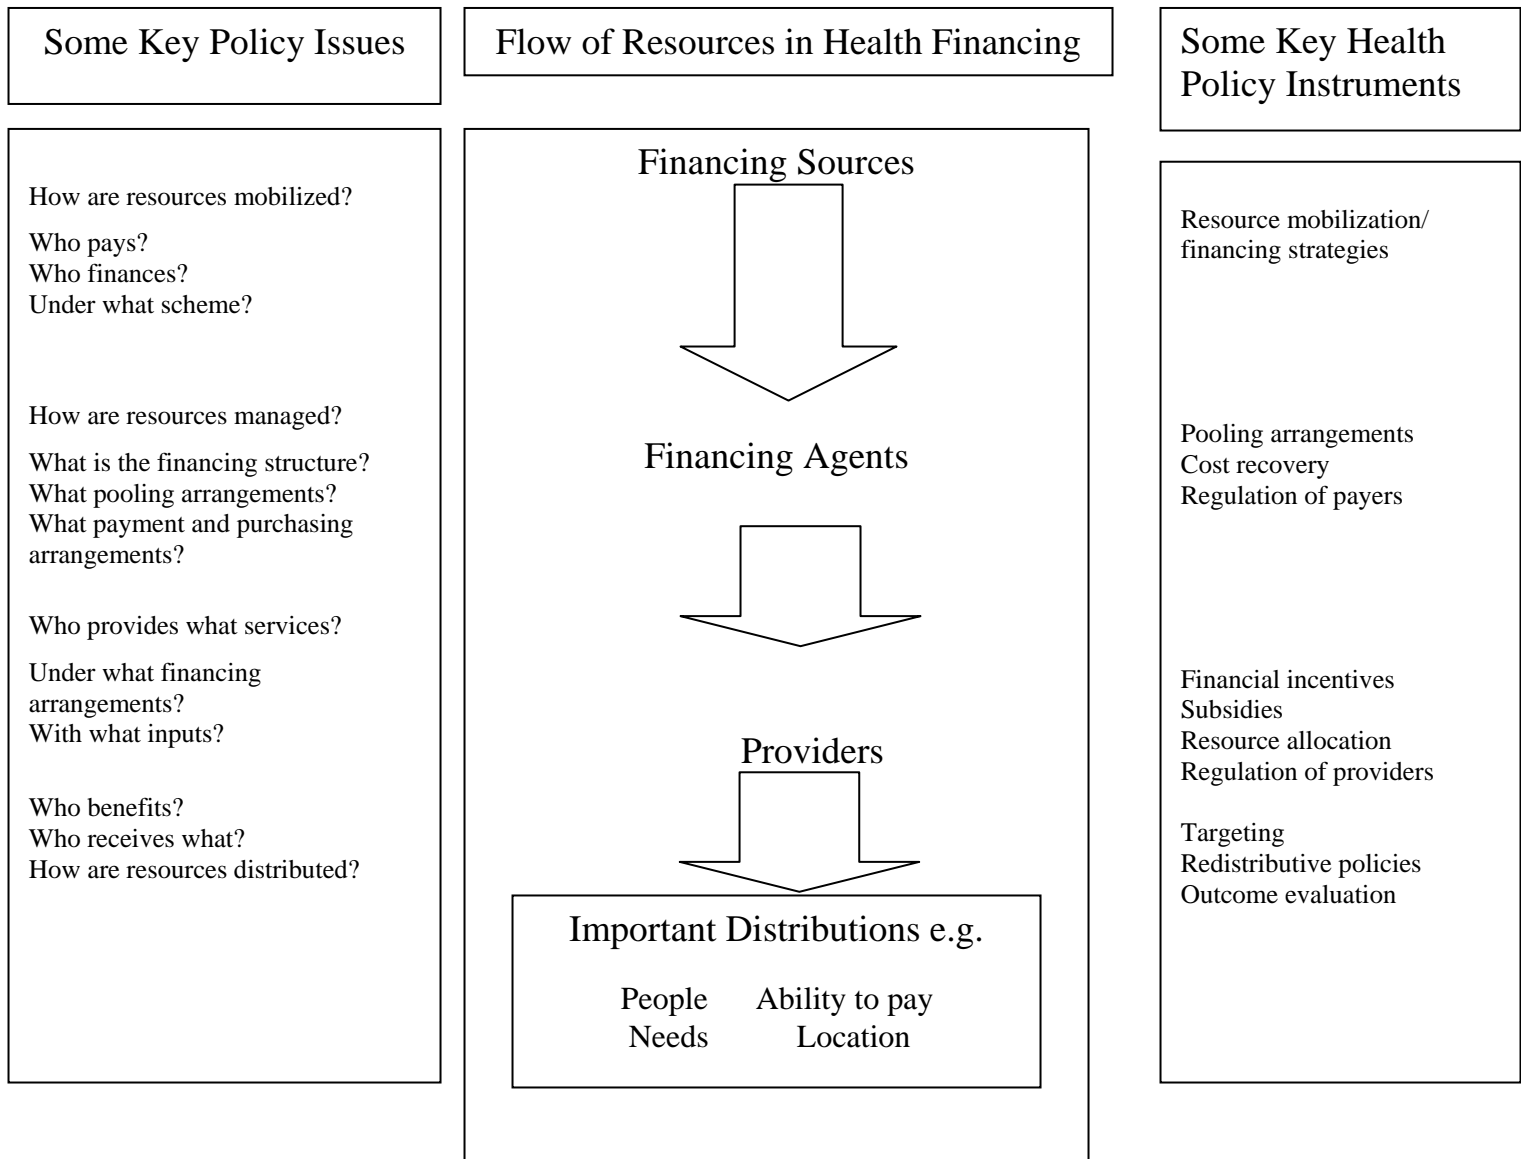 Some Key Policy Issues
How are resources mobilized?
Who pays?
Who finances?
Under what scheme?
How are resources managed?
What is the financing structure?
What pooling arrangements?
What payment and purchasing
arrangements?
Who provides what services?
Under what financing
arrangements?
With what inputs?
Who benefits?
Who receives what?
How are resources distributed?
Flow of Resources in Health Financing
Financing Sources
Financing Agents
Providers
Important Distributions e.g.
People Ability to pay
Needs Location
Some Key Health
Policy Instruments
Resource mobilization/
financing strategies
Pooling arrangements
Cost recovery
Regulation of payers
Financial incentives
Subsidies
Resource allocation
Regulation of providers
Targeting
Redistributive policies
Outcome evaluation